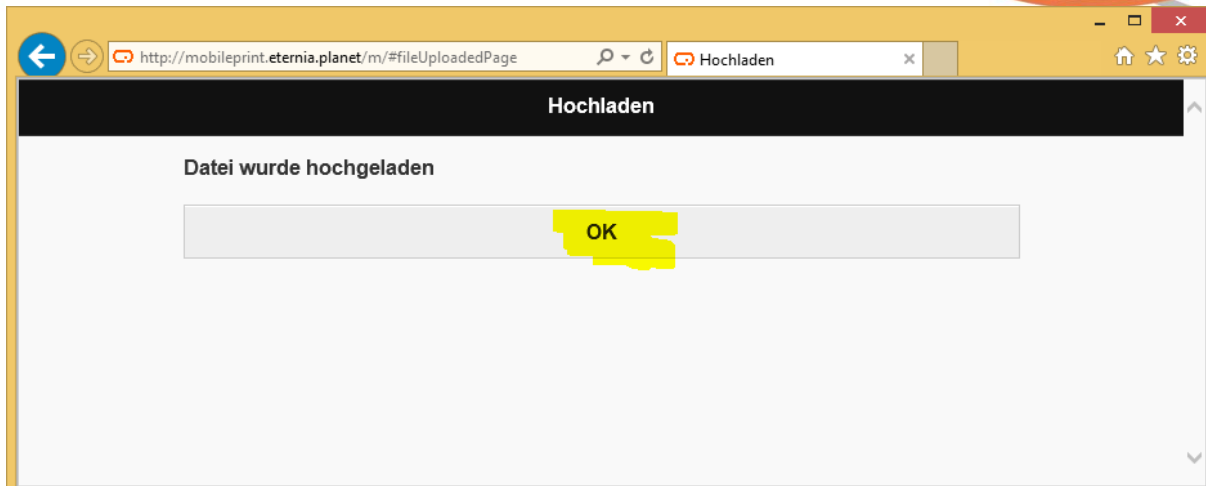 http://mobileprint.eternia.planet/m/#fileUploadedPage
Hochladen
Hochladen
Datei wurde hochgeladen
OK